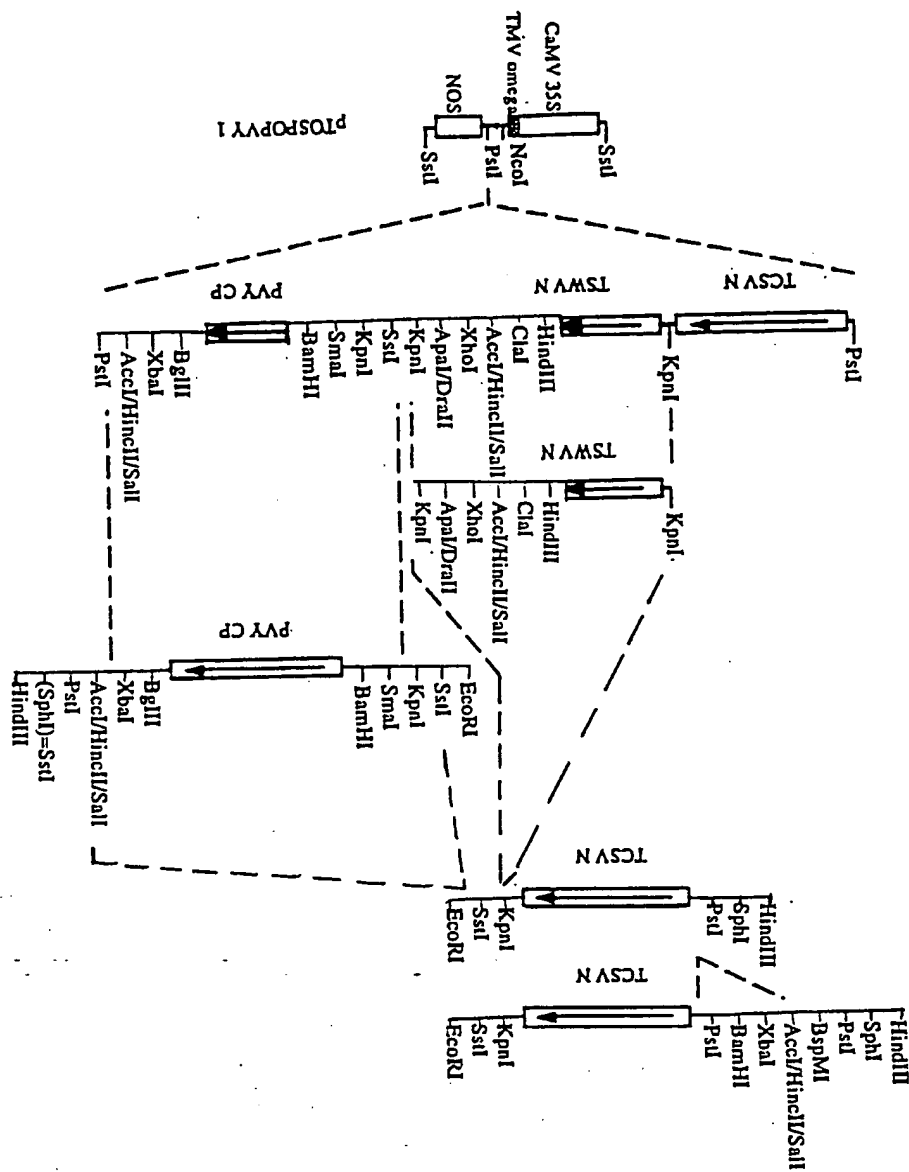 CaMV 35S
TMV omega
NOS
pTOSPOPVY 1
SstI
PstI
NcoI
SstI
PVY CP
TSWV N
TCSV N
PstI
AccI/HincII/SalI
XbaI
BglII
BamHI
SmaI
KpnI
SstI
KpnI
ApaI/DraII
XhoI
AccI/HincII/SalI
ClaI
HindIII
KpnI
PstI
TSWV N
KpnI
ApaI/DraII
XhoI
AccI/HincII/SalI
ClaI
HindIII
KpnI
PVY CP
HindIII
(SphI)=SstI
PstI
AccI/HincII/SalI
XbaI
BglII
BamHI
SmaI
KpnI
SstI
EcoRI
TCSV N
EcoRI
SstI
KpnI
PstI
SphI
HindIII
TCSV N
EcoRI
SstI
KpnI
PstI
BamHI
XbaI
AccI/HincII/SalI
BspMI
PstI
SphI
HindIII